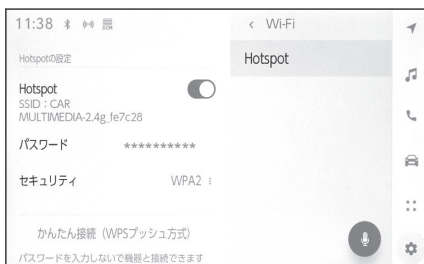 11:38
Hotspotの設定
Hotspot
SSID：CAR
MULTIMEDIA-2.4g_fe7c28
パスワード **********
セキュリティ WPA2
かんたん接続（WPSプッシュ方式）
パスワードを入力しないで機器と接続できます
< Wi-Fi
Hotspot